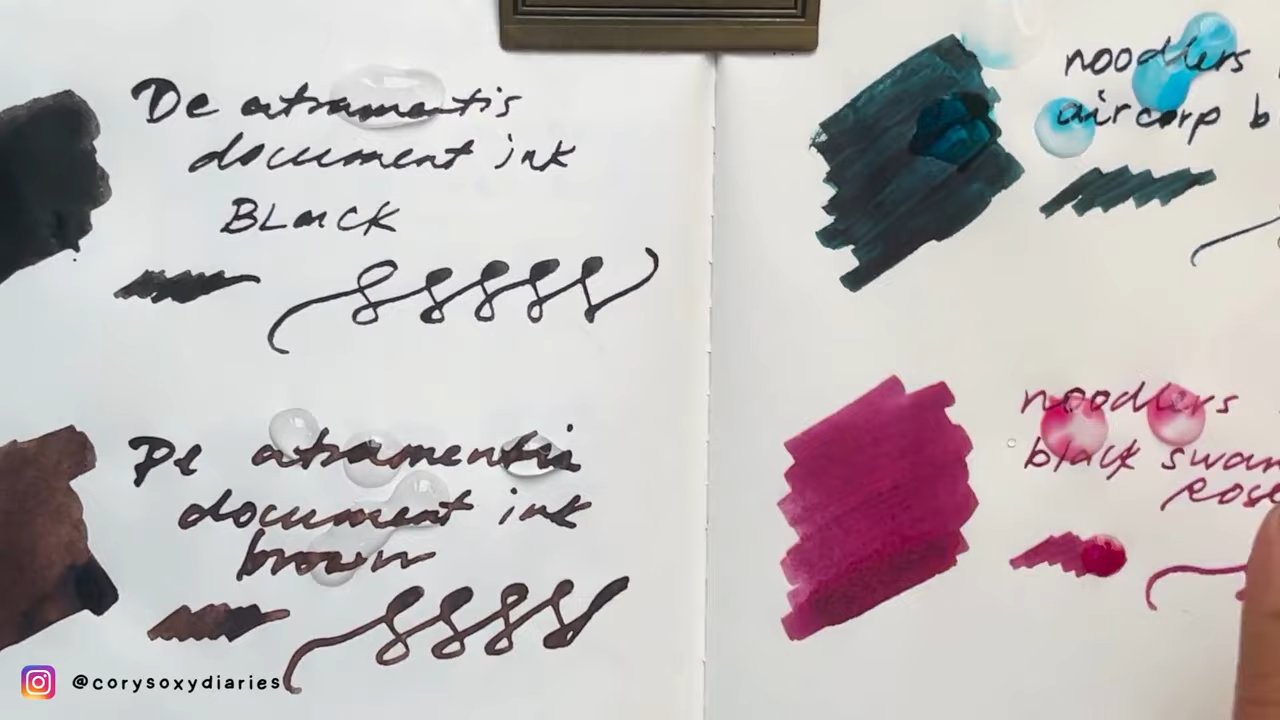 De atramentis
document ink
BLacK
De atramentis
document ink
brown
noodlers
aircorp b
noodlers
black swan
rose
@corysoxydiaries